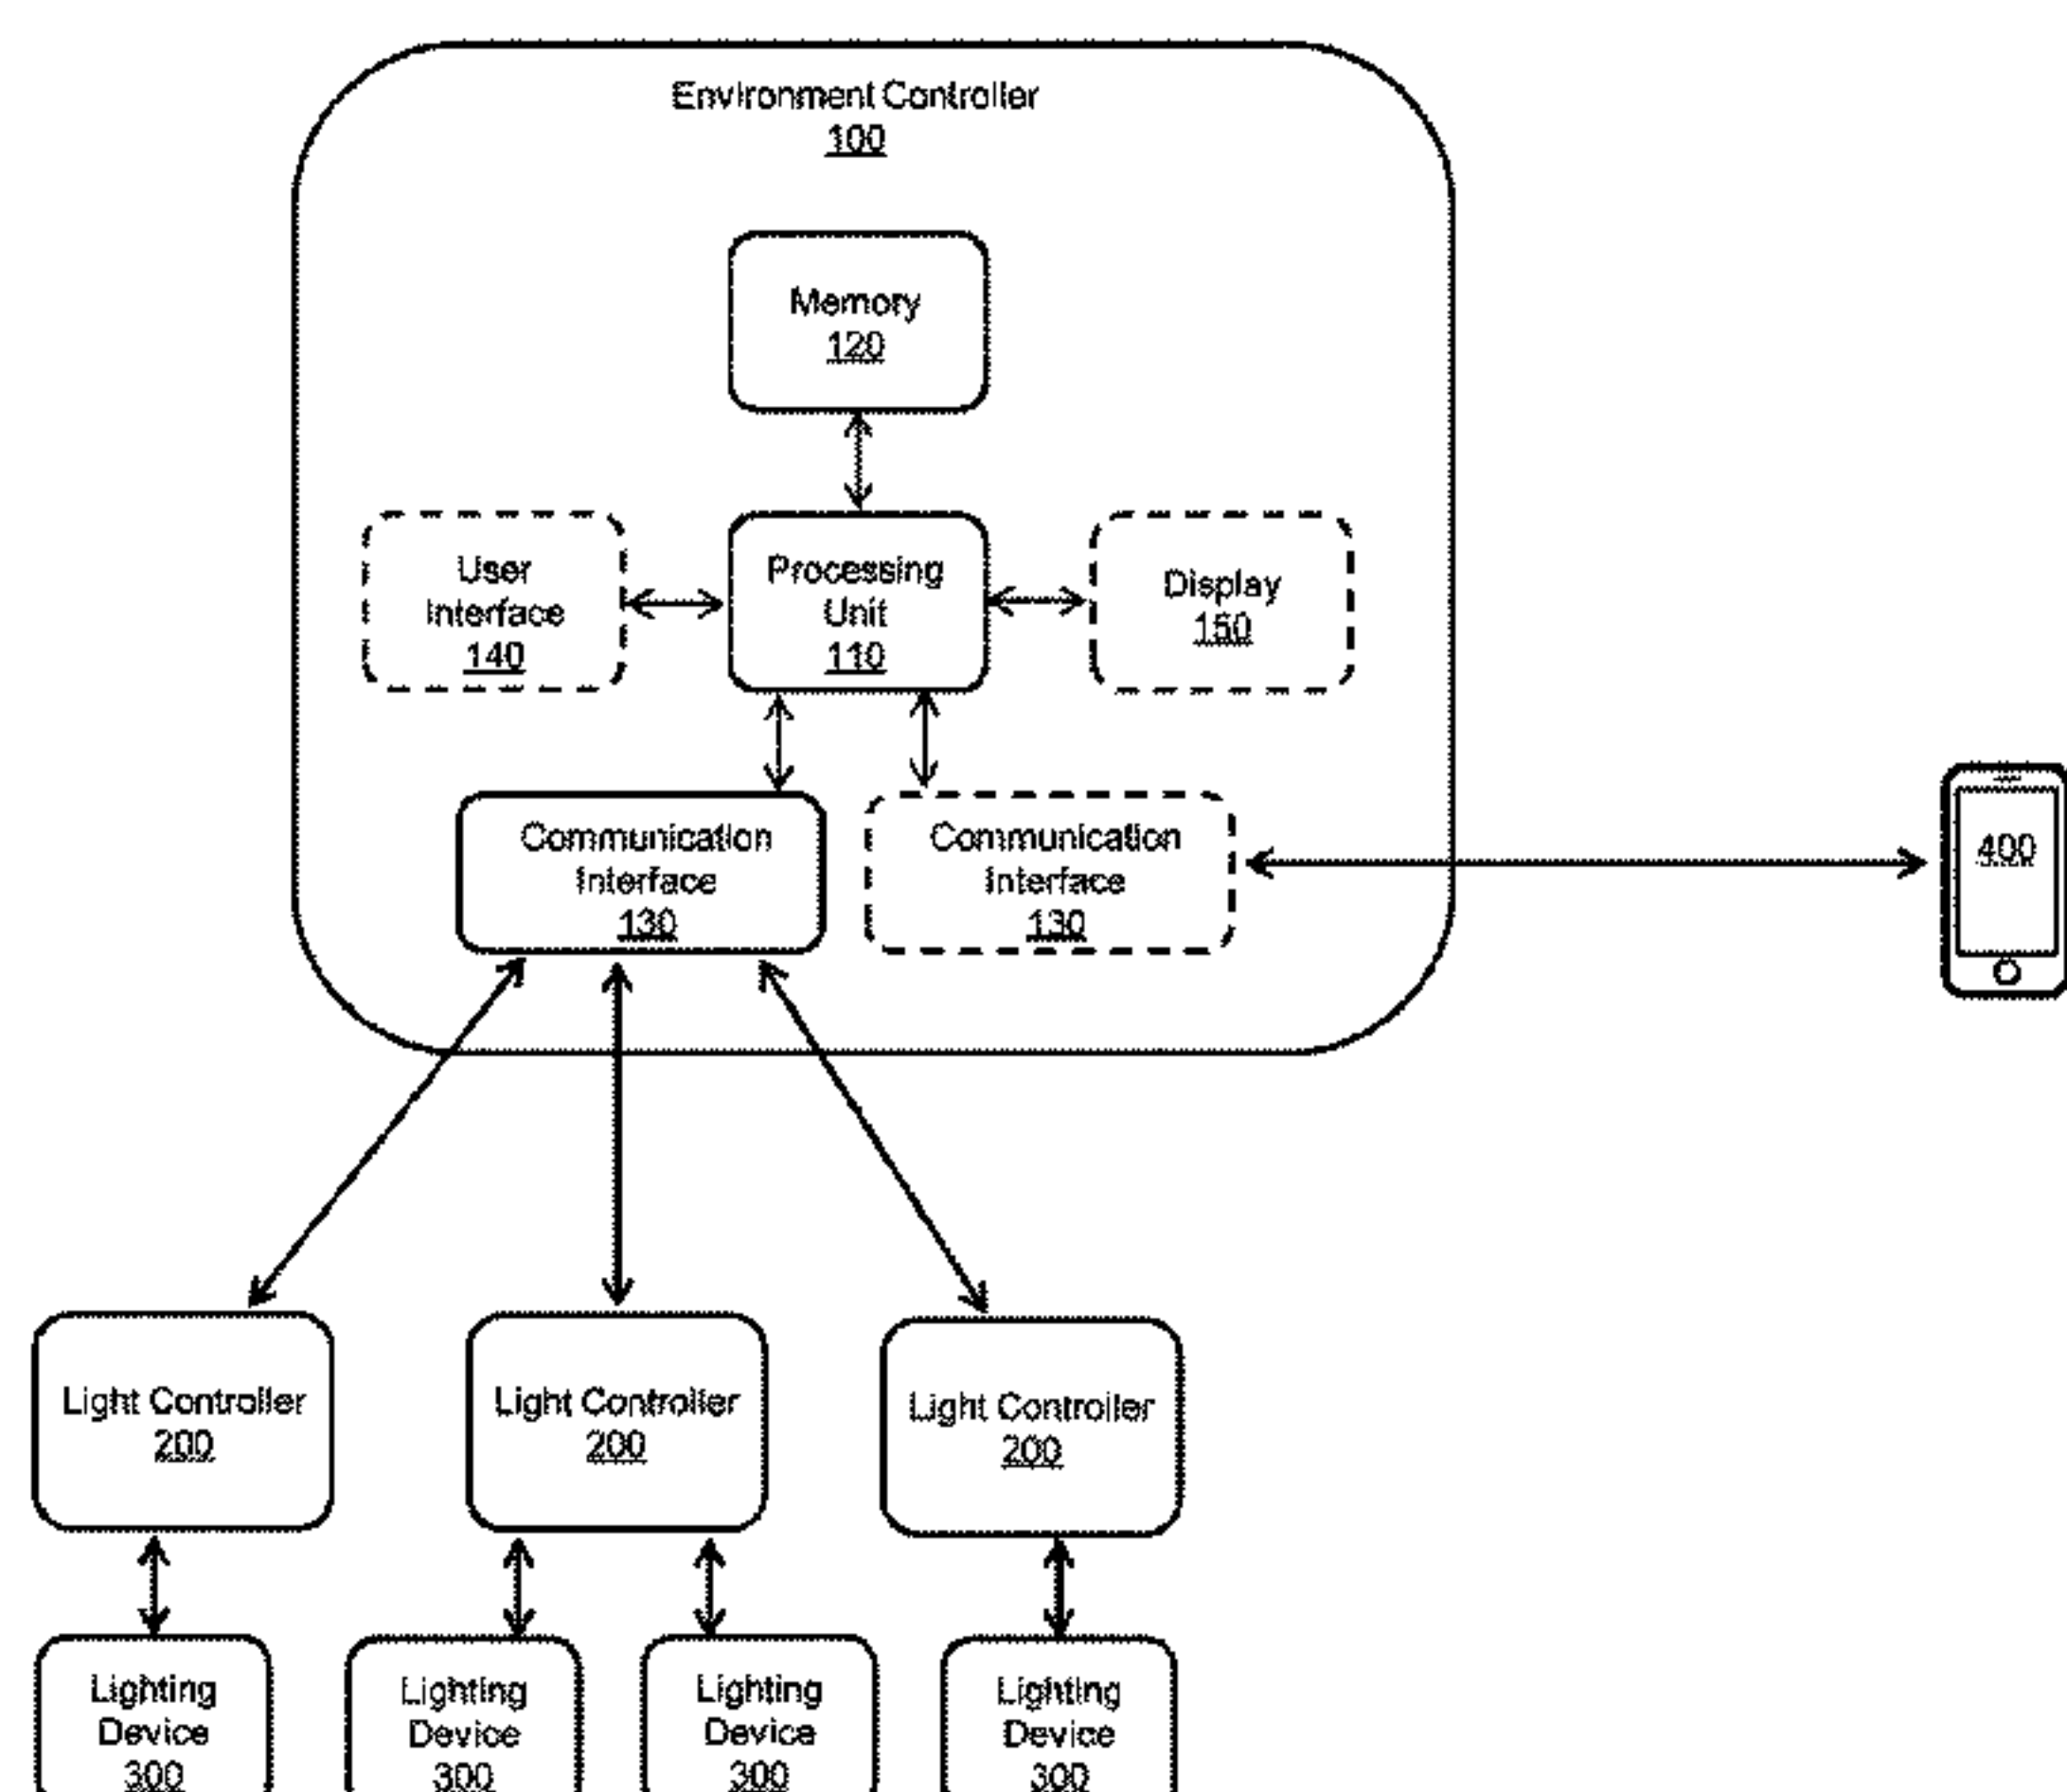 Environment Controller
100
Memory
120
User
Interface
140
Processing
Unit
110
Display
150
Communication
Interface
130
Communication
Interface
130
400
Light Controller
200
Light Controller
200
Light Controller
200
Lighting
Device
300
Lighting
Device
300
Lighting
Device
300
Lighting
Device
300